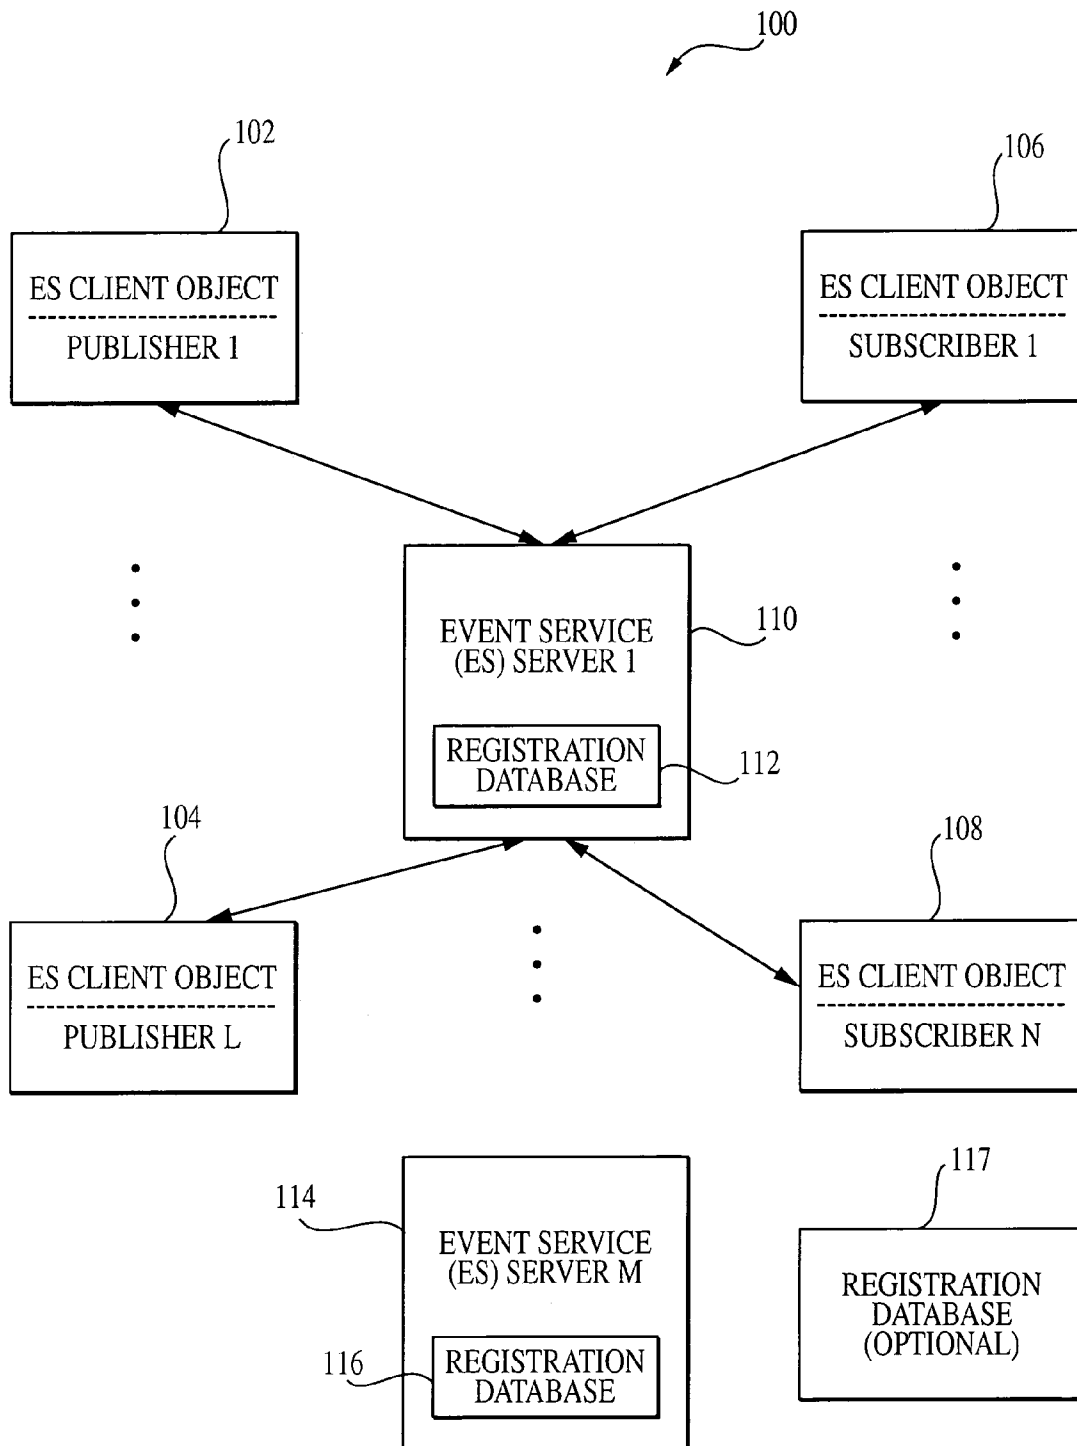 100
102
106
ES CLIENT OBJECT
PUBLISHER 1
ES CLIENT OBJECT
SUBSCRIBER 1
EVENT SERVICE
(ES) SERVER 1
110
REGISTRATION
DATABASE
112
104
108
ES CLIENT OBJECT
PUBLISHER L
ES CLIENT OBJECT
SUBSCRIBER N
114
117
EVENT SERVICE
(ES) SERVER M
REGISTRATION
DATABASE
(OPTIONAL)
116
REGISTRATION
DATABASE